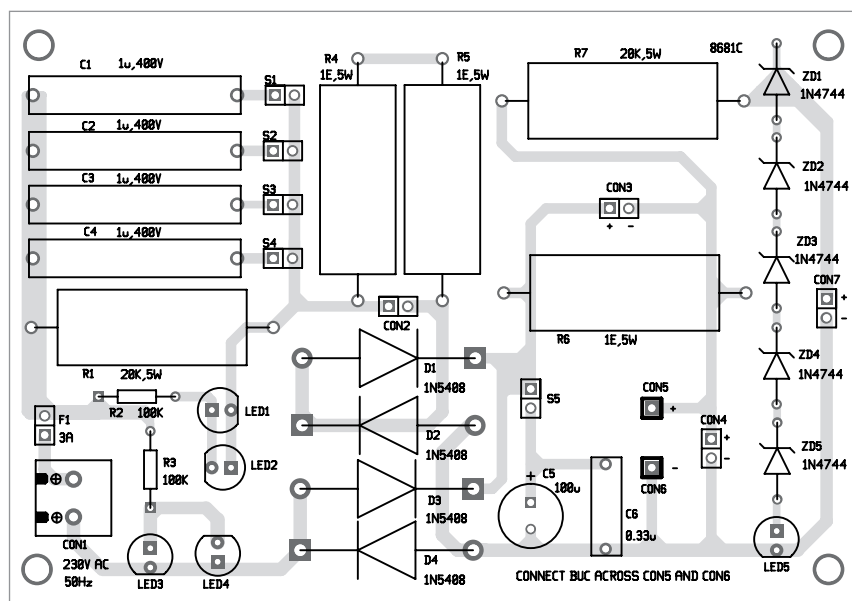 C1 1u,400V
S1
C2
1u,400V
S2
C3
1u,400V
S3
C4
1u,400V
S4
R4
1E,5W
R5
1E,5W
R7 20K,5W
8681C
ZD1
1N4744
ZD2
1N4744
CON3
+ -
ZD3
1N4744
CON7
+
-
CON2
R1
20K,5W
R6 1E,5W
D1
1N5408
ZD4
1N4744
R2 100K
LED1
F1
3A
S5
CON5
+
CON4
+
-
D2
1N5408
ZD5
1N4744
R3
100K
LED2
-
CON6
D3
1N5408
+ C5
100u
C6
0.33u
CON1
230V AC
50Hz
LED3
LED4
D4
1N5408
LED5
CONNECT BUC ACROSS CON5 AND CON6